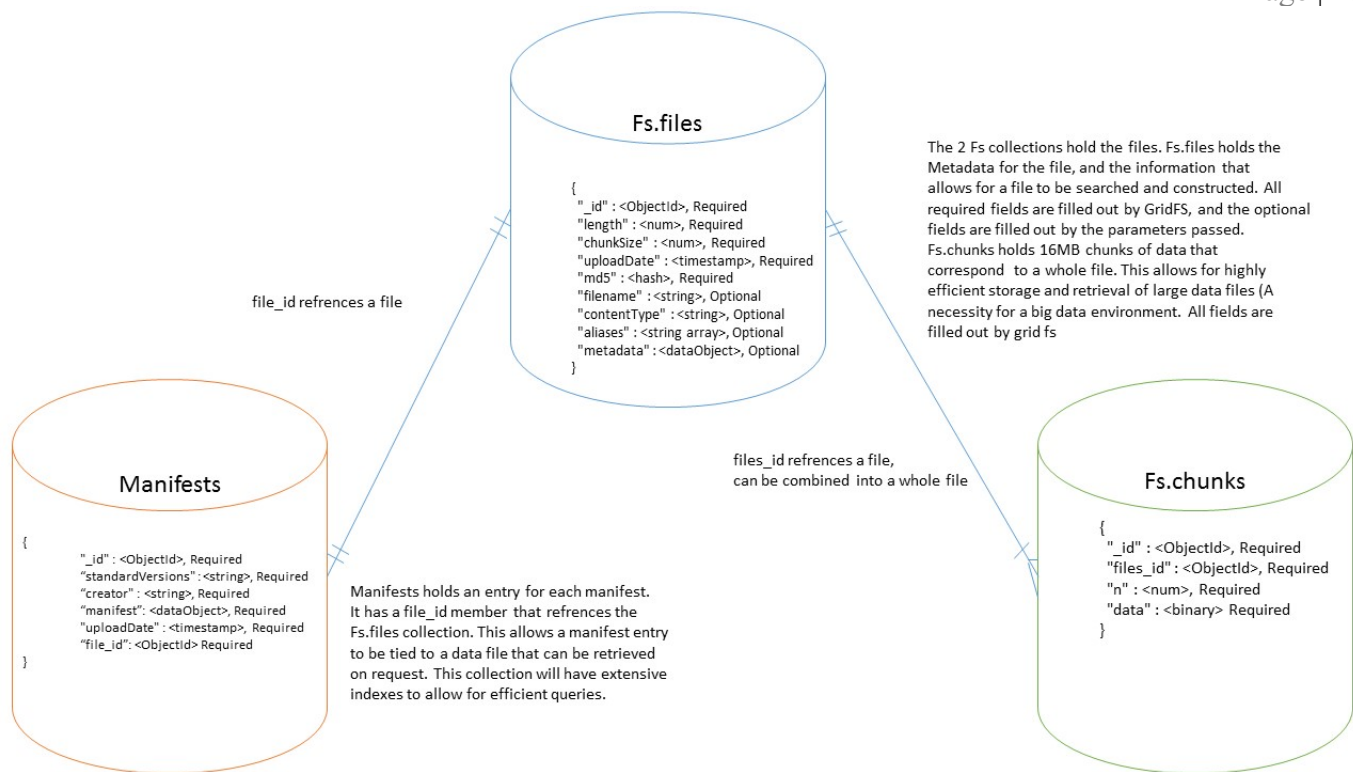 Fs.files
{
"_id" : <ObjectId>, Required
"length" : <num>, Required
"chunkSize" : <num>, Required
"uploadDate" : <timestamp>, Required
"md5" : <hash>, Required
"filename" : <string>, Optional
"contentType" : <string>, Optional
"aliases" : <string array>, Optional
"metadata" :<dataObject>, Optional
}
The 2 Fs collections hold the files. Fs.files holds the
Metadata for the file, and the information that
allows for a file to be searched and constructed. All
required fields are filled out by GridFS, and the optional
fields are filled out by the parameters passed.
Fs.chunks holds 16MB chunks of data that
correspond to a whole file. This allows for highly
efficient storage and retrieval of large data files (A
necessity for a big data environment. All fields are
filled out by grid fs
file_id refrences a file
files_id refrences a file,
can be combined into a whole file
Manifests
{
"_id" : <ObjectId>, Required
“standardVersions" : <string>, Required
“creator" : <string>, Required
“manifest”: <dataObject>, Required
"uploadDate" : <timestamp>, Required
“file_id”: <ObjectId> Required
}
Manifests holds an entry for each manifest.
It has a file_id member that refrences the
Fs.files collection. This allows a manifest entry
to be tied to a data file that can be retrieved
on request. This collection will have extensive
indexes to allow for efficient queries.
Fs.chunks
{
"_id" : <ObjectId>, Required
"files_id" : <ObjectId>, Required
"n" : <num>, Required
"data" : <binary> Required
}